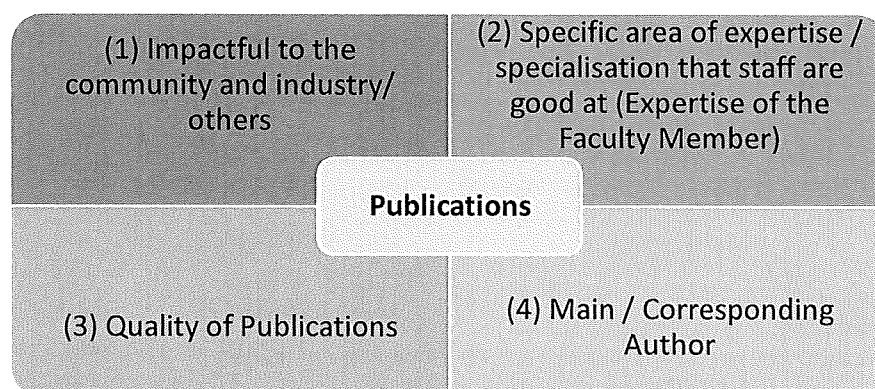 (1) Impactful to the
community and industry/
others
(2) Specific area of expertise /
specialisation that staff are
good at (Expertise of the
Faculty Member)
Publications
(3) Quality of Publications
(4) Main / Corresponding
Author